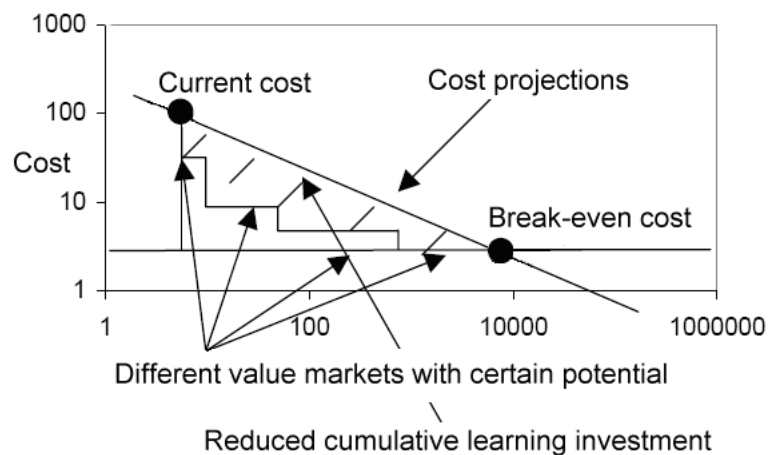 1000
Current cost
Cost projections
100
Cost
10
Break-even cost
1
1 100 10000 1000000
Different value markets with certain potential
Reduced cumulative learning investment